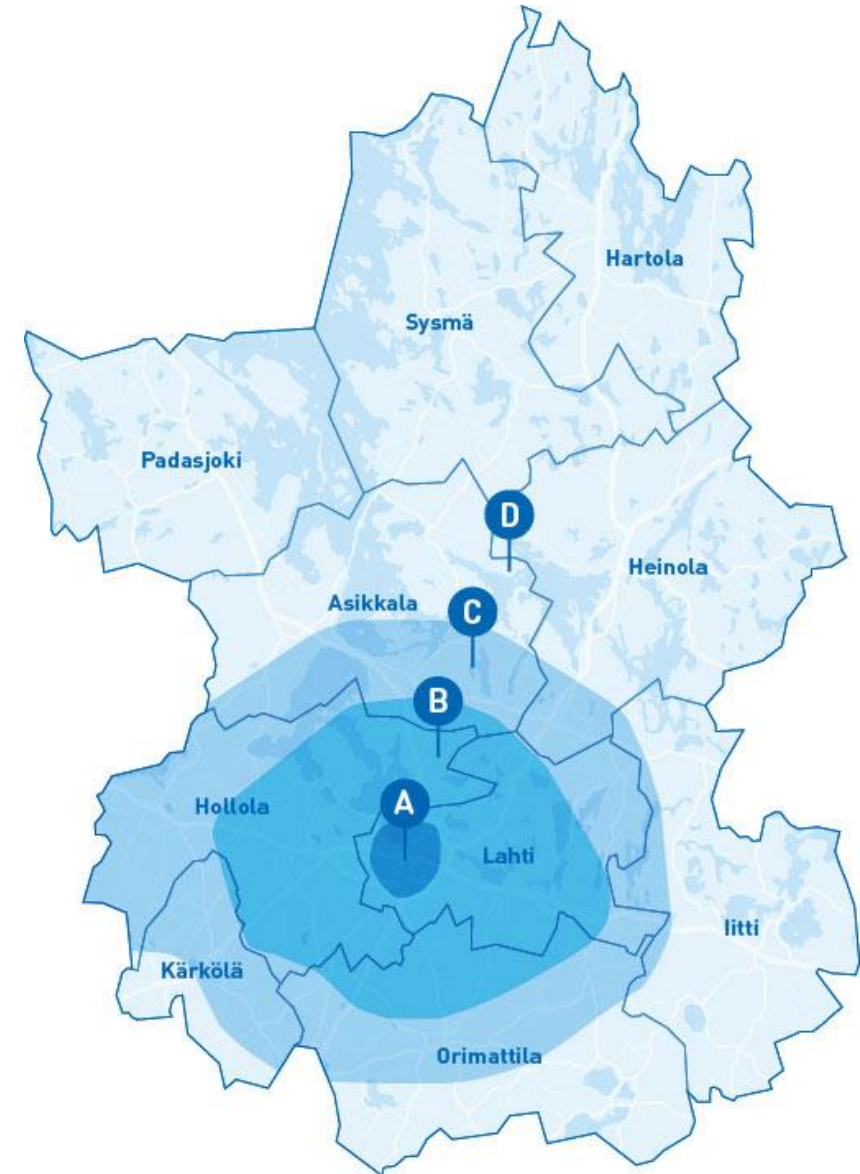 Hartola
Sysmä
Padasjoki
D
Heinola
Asikkala
C
B
Hollola
A
Lahti
Iitti
Kärkölä
Orimattila